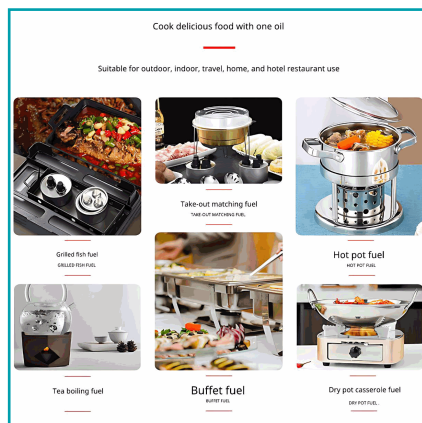 Cook delicious food with one oil
Suitable for outdoor, indoor, travel, home, and hotel restaurant use
Grilled fish fuel
GRILLED FISH FUEL
Take-out matching fuel
TAKE-OUT MATCHING FUEL
Hot pot fuel
HOT POT FUEL
Tea boiling fuel
Buffet fuel
BUFFET FUEL
Dry pot casserole fuel
DRY POT FUEL